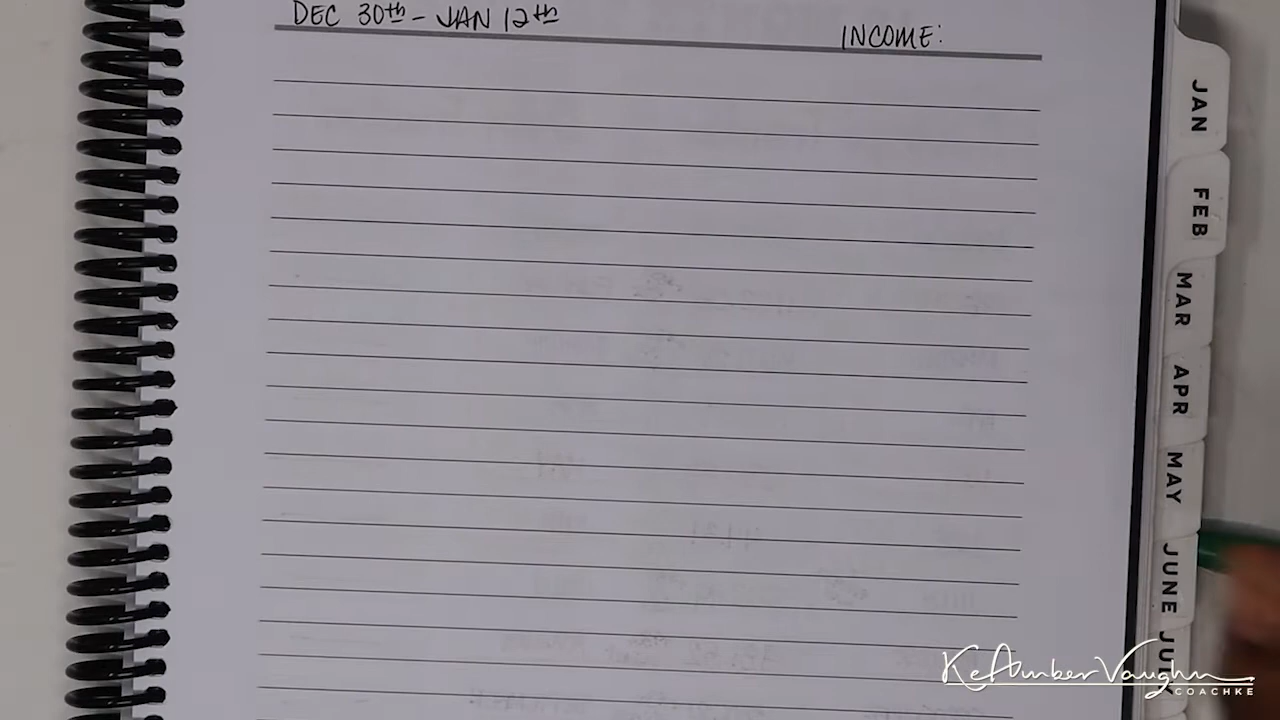 DEC 30th - JAN 12th
INCOME:
JAN
FEB
MAR
APR
MAY
JUNE
KeAmber Vaughn
COACHKE